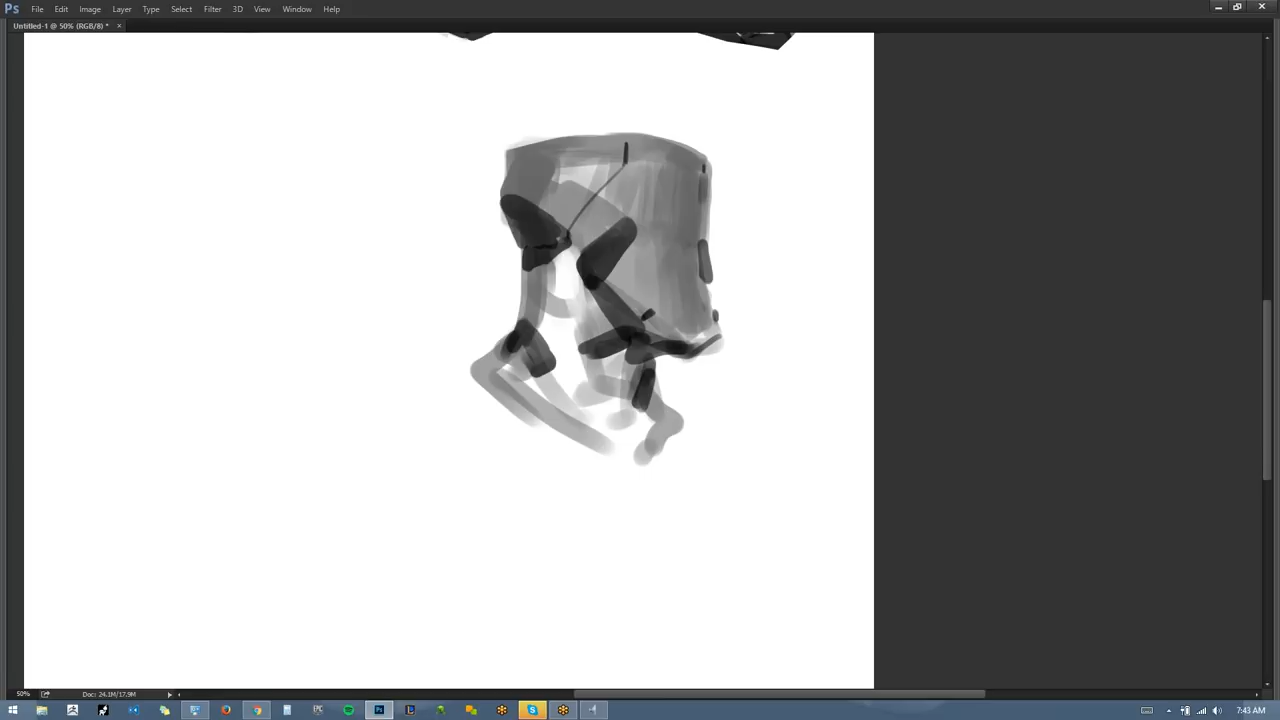 Ps File Edit Image Layer Type Select Filter 3D View Window Help
Untitled-1 @ 50% (RGB/8) * ×
50% Doc: 24.1M/17.9M
7:43 AM